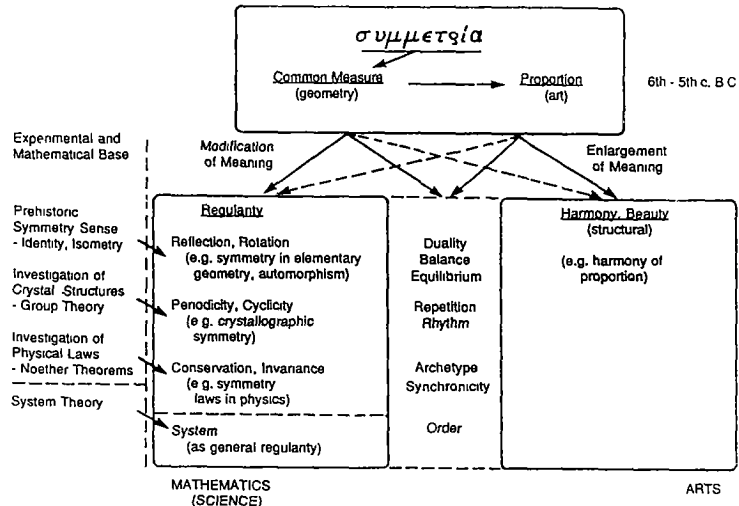 συμμετρία
Common Measure
(geometry)
Proportion
(art)
6th - 5th c. B C
Modification
of Meaning
Enlargement
of Meaning
Expermental and
Mathematical Base
Prehistoric
Symmetry Sense
- Identity, Isometry
Investigation of
Crystal Structures
- Group Theory
Investigation of
Physical Laws
- Noether Theorems
System Theory
Regularity
Reflection, Rotation
(e.g. symmetry in elementary
geometry, automorphism)
Periodicity, Cyclicity
(e g. crystallographic
symmetry)
Conservation, Invariance
(e g. symmetry
laws in physics)
System
(as general regularity)
Duality
Balance
Equilibrium
Repetition
Rhythm
Archetype
Synchronicity
Order
Harmony, Beauty
(structural)
(e.g. harmony of
proportion)
MATHEMATICS
(SCIENCE)
ARTS